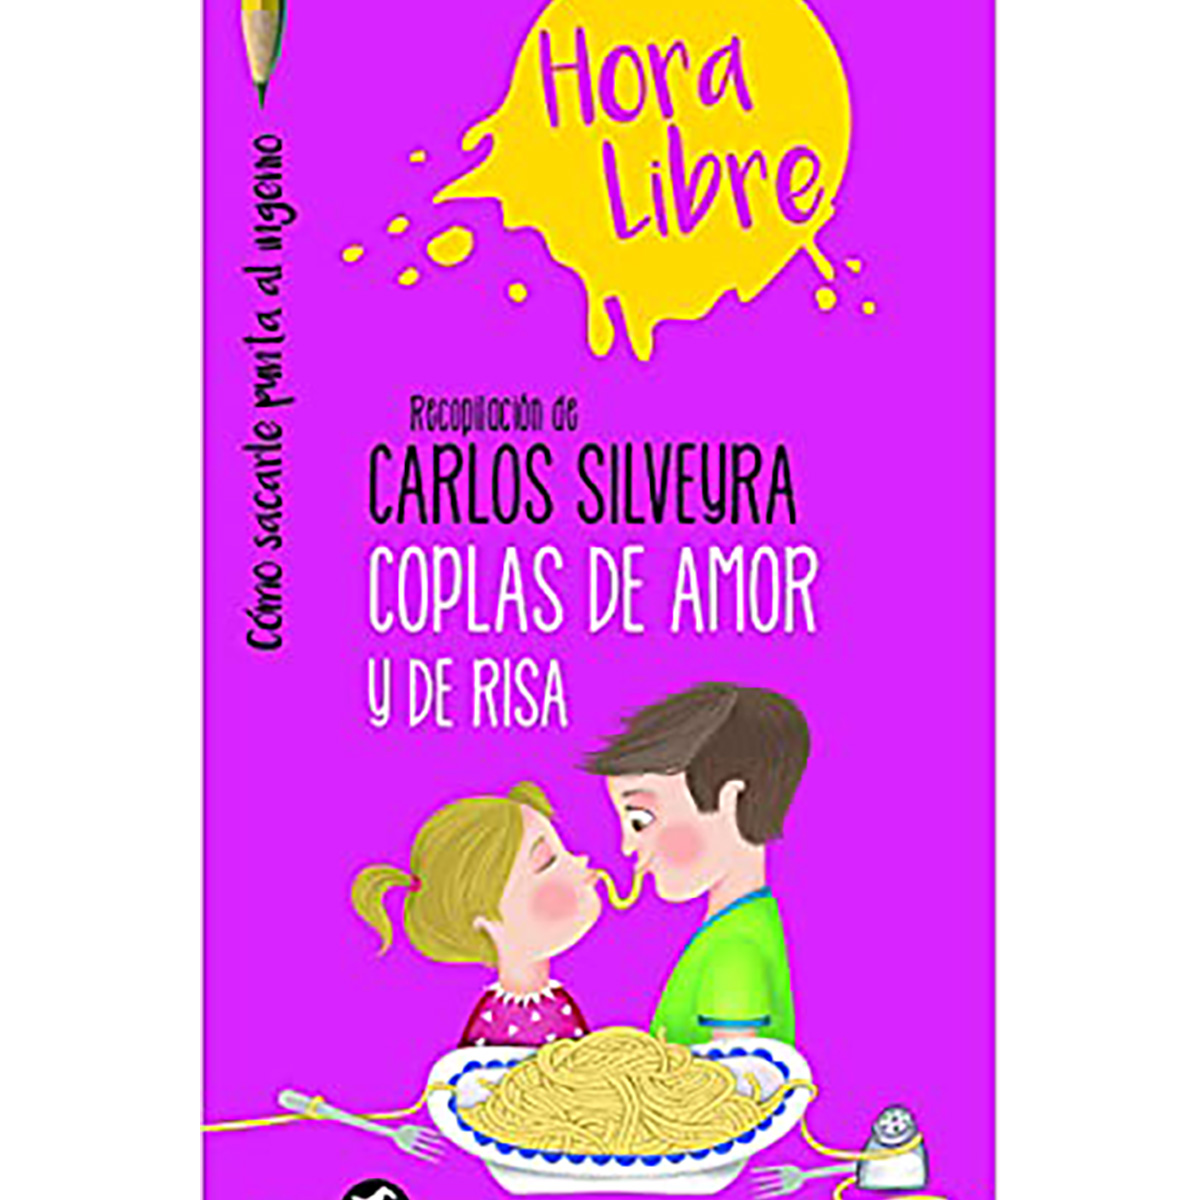 Hora
Libre
Cómo sacarle punta al ingenio
Recopilación de
CARLOS SILVEYRA
COPLAS DE AMOR
Y DE RISA